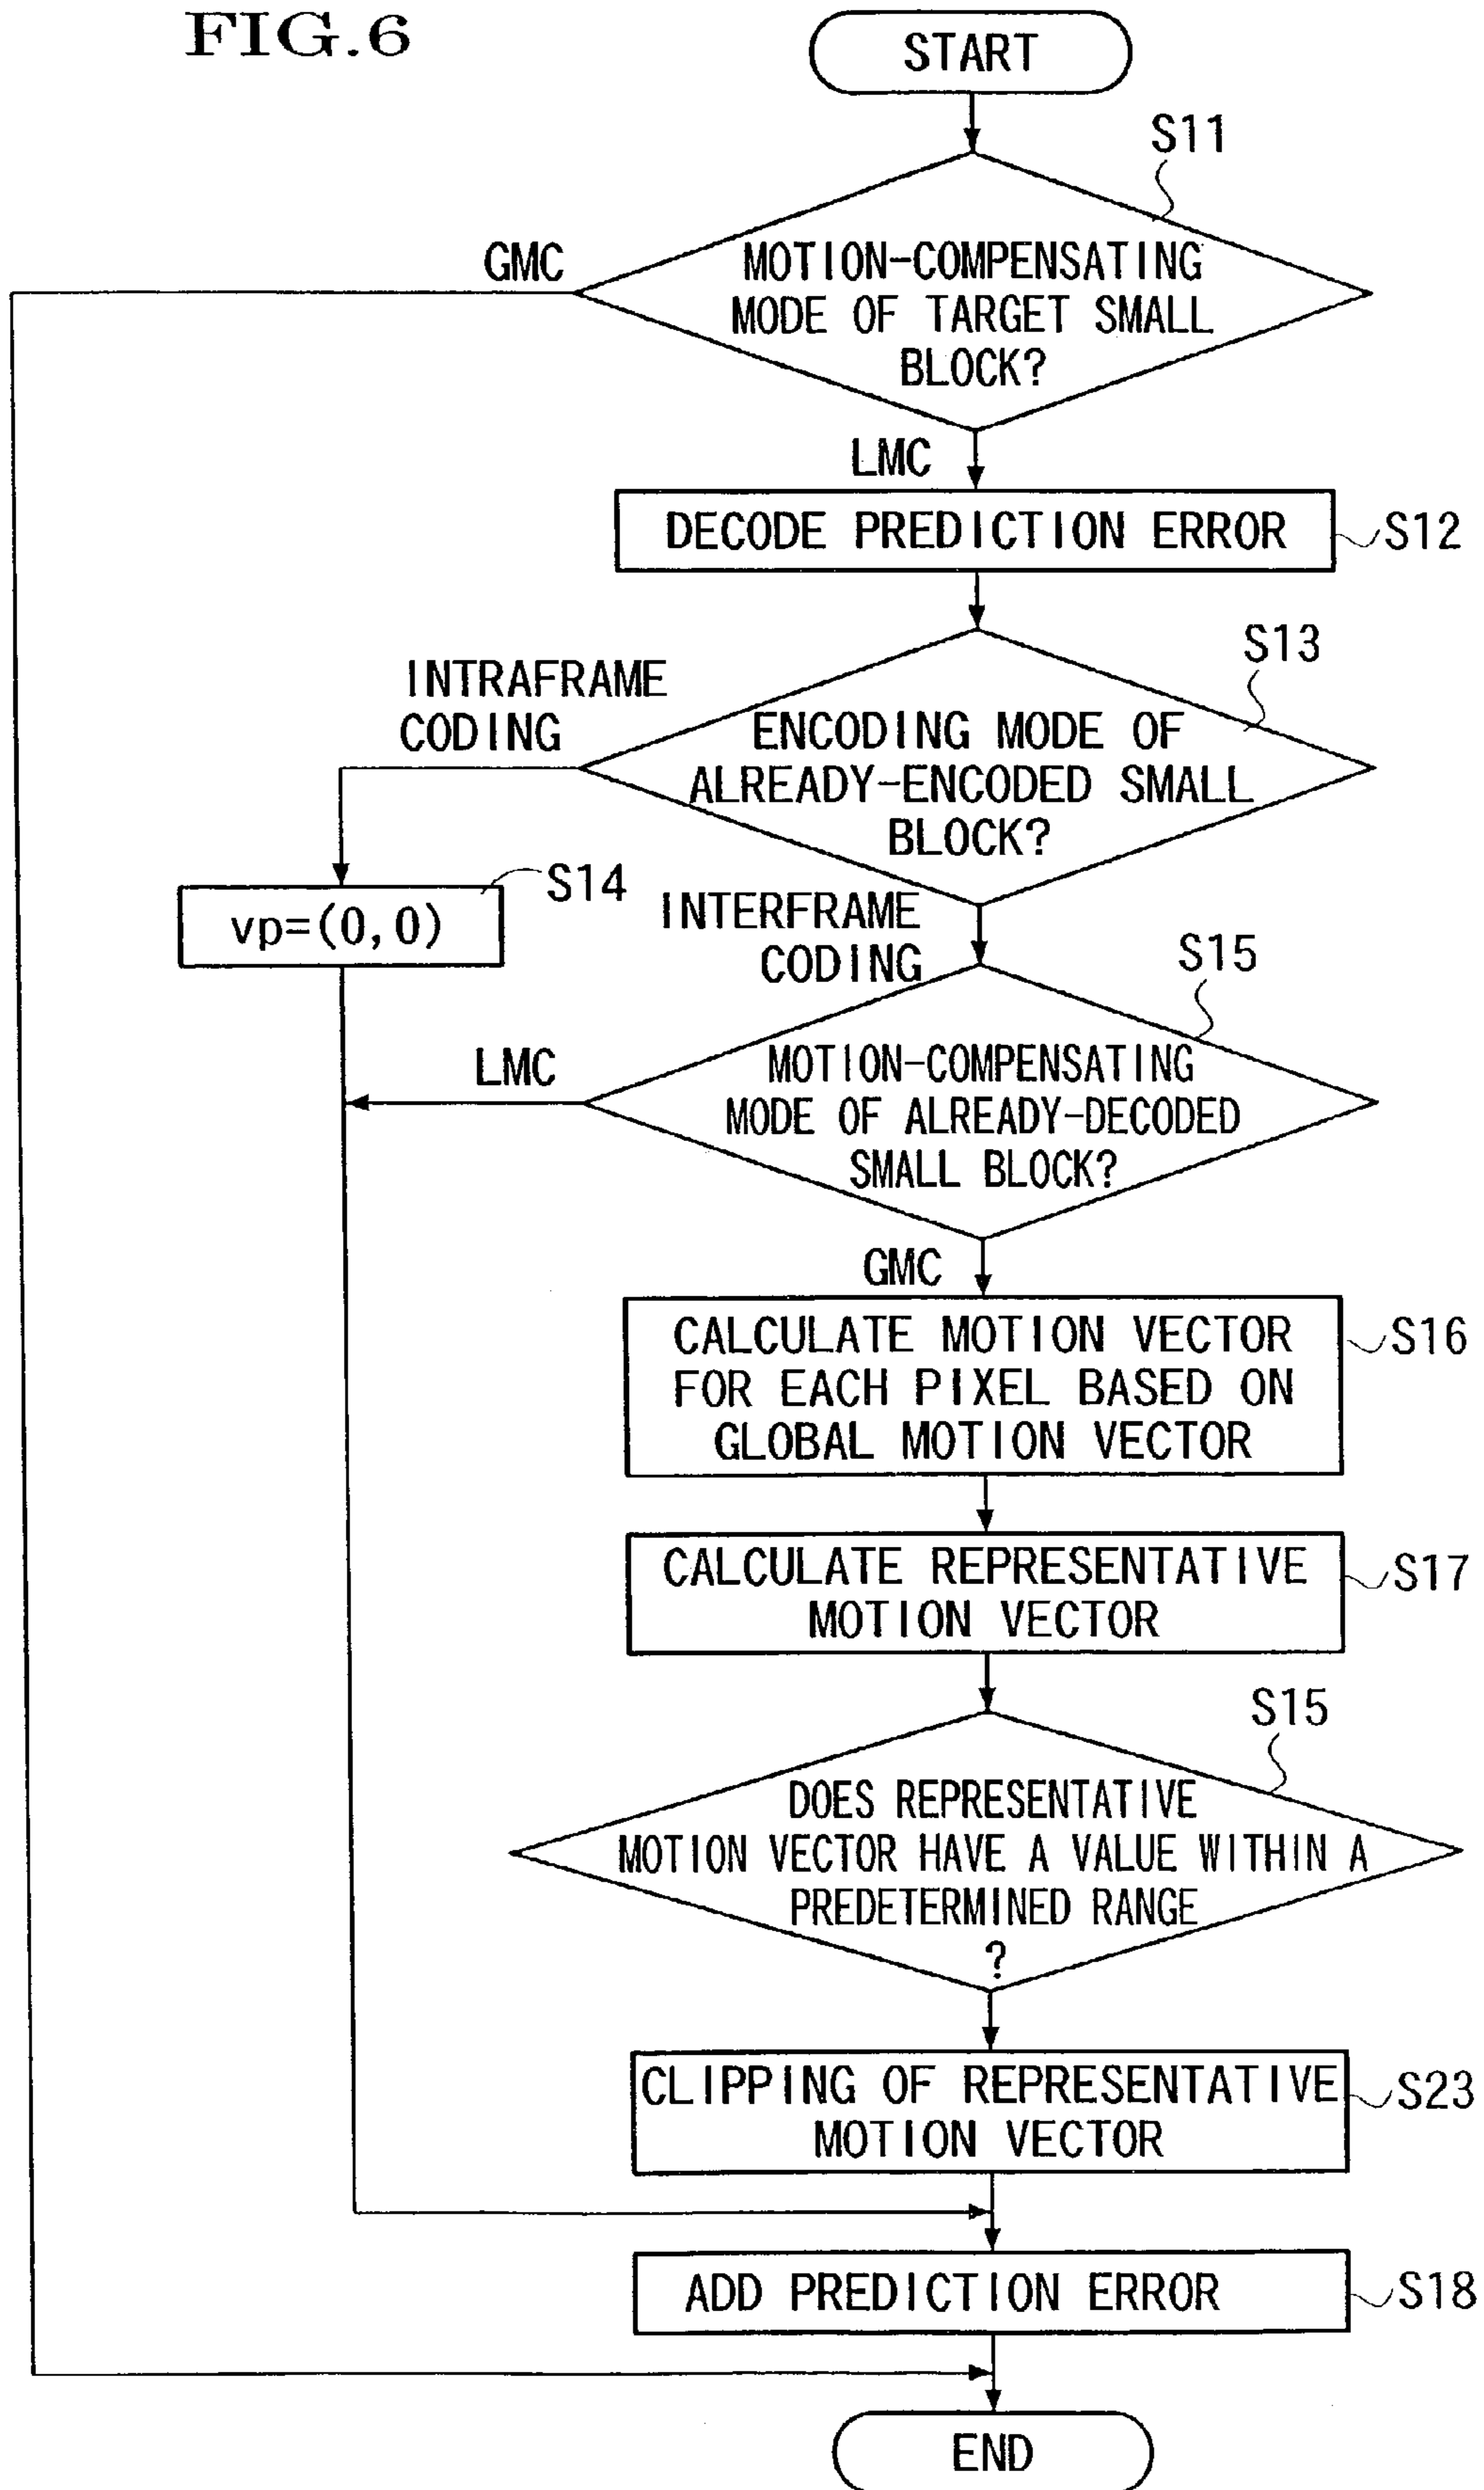 FIG.6
START
S11
GMC
MOTION-COMPENSATING
MODE OF TARGET SMALL
BLOCK?
LMC
DECODE PREDICTION ERROR
S12
S13
INTRAFRAME
CODING
ENCODING MODE OF
ALREADY-ENCODED SMALL
BLOCK?
S14
vp=(0,0)
INTERFRAME
CODING
S15
LMC
MOTION-COMPENSATING
MODE OF ALREADY-DECODED
SMALL BLOCK?
GMC
CALCULATE MOTION VECTOR
FOR EACH PIXEL BASED ON
GLOBAL MOTION VECTOR
S16
CALCULATE REPRESENTATIVE
MOTION VECTOR
S17
S15
DOES REPRESENTATIVE
MOTION VECTOR HAVE A VALUE WITHIN A
PREDETERMINED RANGE
?
CLIPPING OF REPRESENTATIVE
MOTION VECTOR
S23
ADD PREDICTION ERROR
S18
END